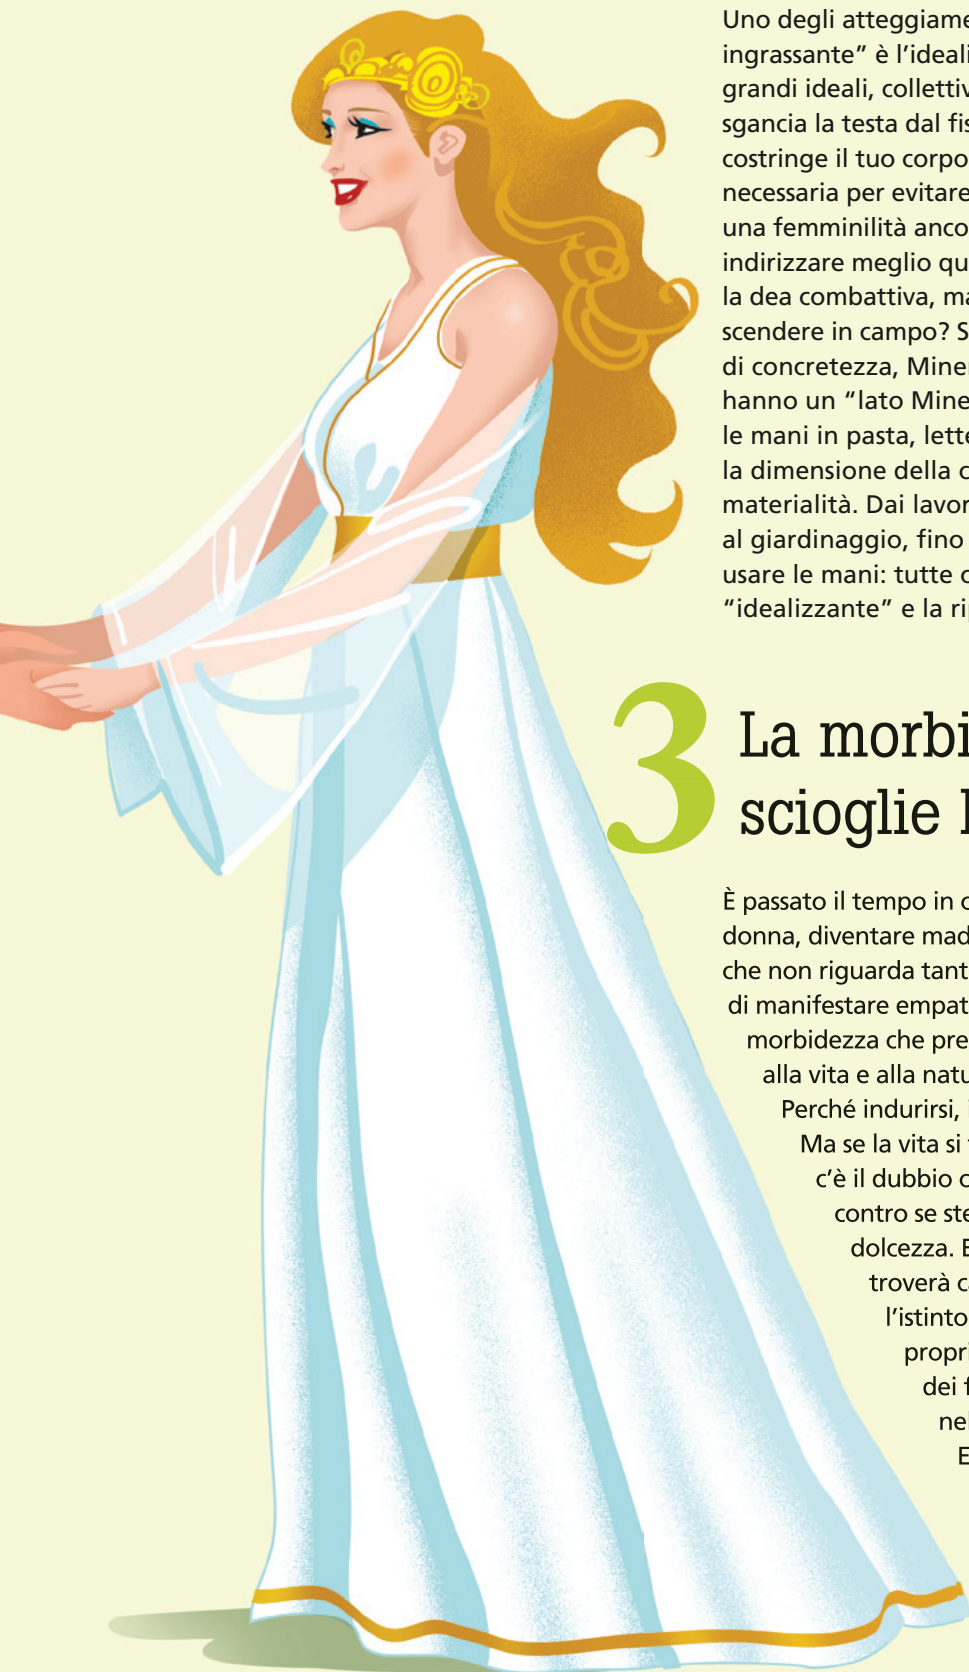 Uno degli atteggiame
ingrassante” è l’ideali
grandi ideali, collettiv
sgancia la testa dal fis
costringe il tuo corpo
necessaria per evitare
una femminilità anco
indirizzare meglio qu
la dea combattiva, ma
scendere in campo? S
di concretezza, Miner
hanno un “lato Mine
le mani in pasta, lette
la dimensione della c
materialità. Dai lavor
al giardinaggio, fino
usare le mani: tutte c
“idealizzante” e la rip
3 La morbi
scioglie l
È passato il tempo in c
donna, diventare mad
che non riguarda tant
di manifestare empat
morbidezza che pre
alla vita e alla natu
Perché indurirsi, i
Ma se la vita si
c’è il dubbio c
contro se ste
dolcezza. E
troverà ca
l’istinto
propri
dei f
nel
E